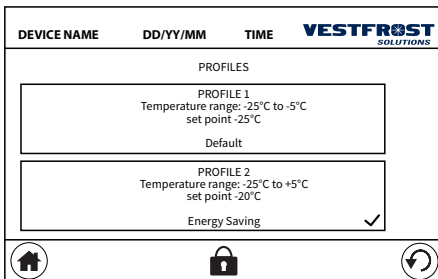 DEVICE NAME DD/YY/MM TIME VESTFROST
SOLUTIONS
PROFILES
PROFILE 1
Temperature range: -25°C to -5°C
set point -25°C
Default
PROFILE 2
Temperature range: -25°C to +5°C
set point -20°C
Energy Saving